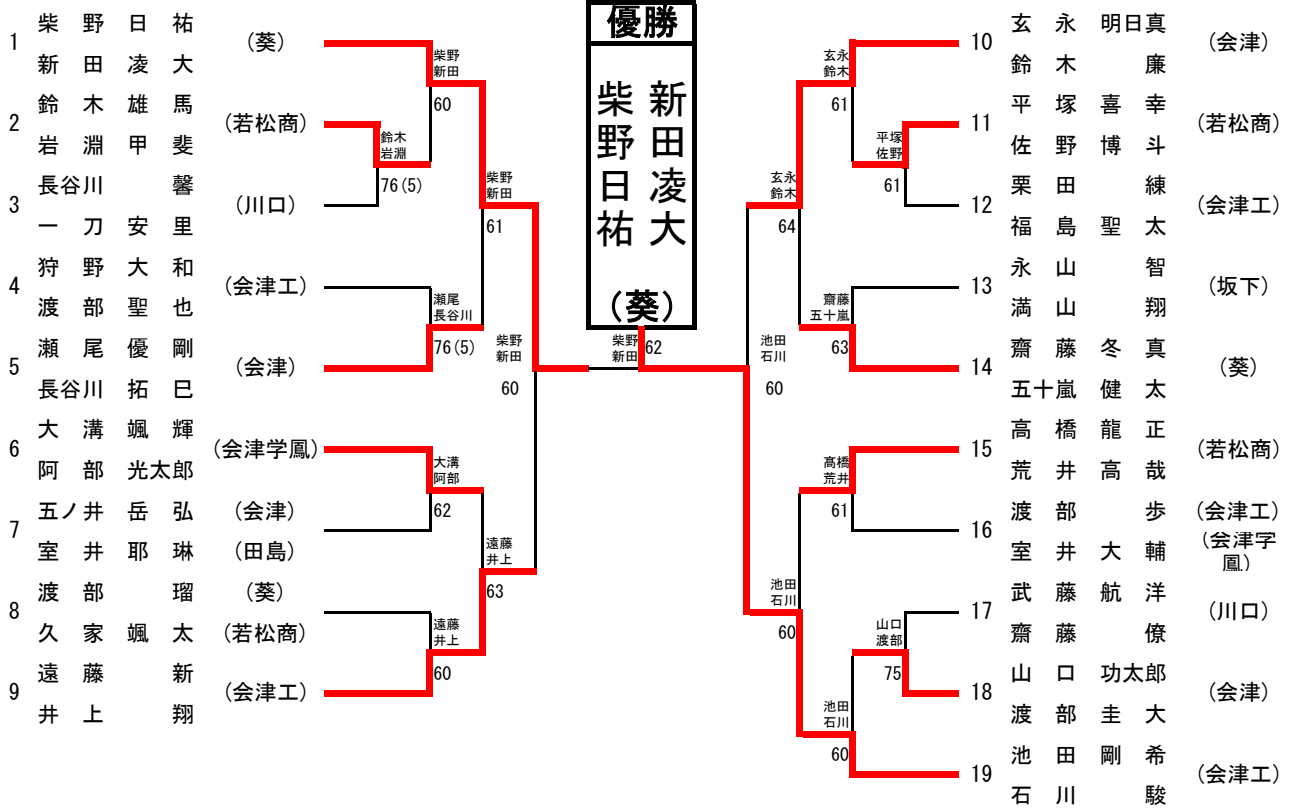 優勝
新田凌大
柴野日祐
(葵)
1 柴野日祐 (葵)
新田凌大
2 鈴木雄馬 (若松商)
岩淵甲斐
3 長谷川馨 (川口)
一刀安里
4 狩野大和 (会津工)
渡部聖也
5 瀬尾優剛 (会津)
長谷川拓巳
6 大溝颯輝 (会津学鳳)
阿部光太郎
7 五ノ井岳弘 (会津)
室井耶琳 (田島)
8 渡部瑠 (葵)
久家颯太 (若松商)
9 遠藤新 (会津工)
井上翔
柴野
新田
60
鈴木
岩淵
76(5)
柴野
新田
61
瀬尾
長谷川
76(5)
柴野
新田
60
大溝
阿部
62
遠藤
井上
63
遠藤
井上
60
柴野
新田
62
玄永
鈴木
61
平塚
佐野
61
玄永
鈴木
64
齋藤
五十嵐
63
池田
石川
60
髙橋
荒井
61
池田
石川
60
山口
渡部
75
池田
石川
60
10 玄永明日真 (会津)
鈴木廉
11 平塚喜幸 (若松商)
佐野博斗
12 栗田練 (会津工)
福島聖太
13 永山智 (坂下)
満山翔
14 齋藤冬真 (葵)
五十嵐健太
15 高橋龍正 (若松商)
荒井高哉
16 渡部歩 (会津工)
室井大輔 (会津学
鳳)
17 武藤航洋 (川口)
齋藤僚
18 山口功太郎 (会津)
渡部圭大
19 池田剛希 (会津工)
石川駿